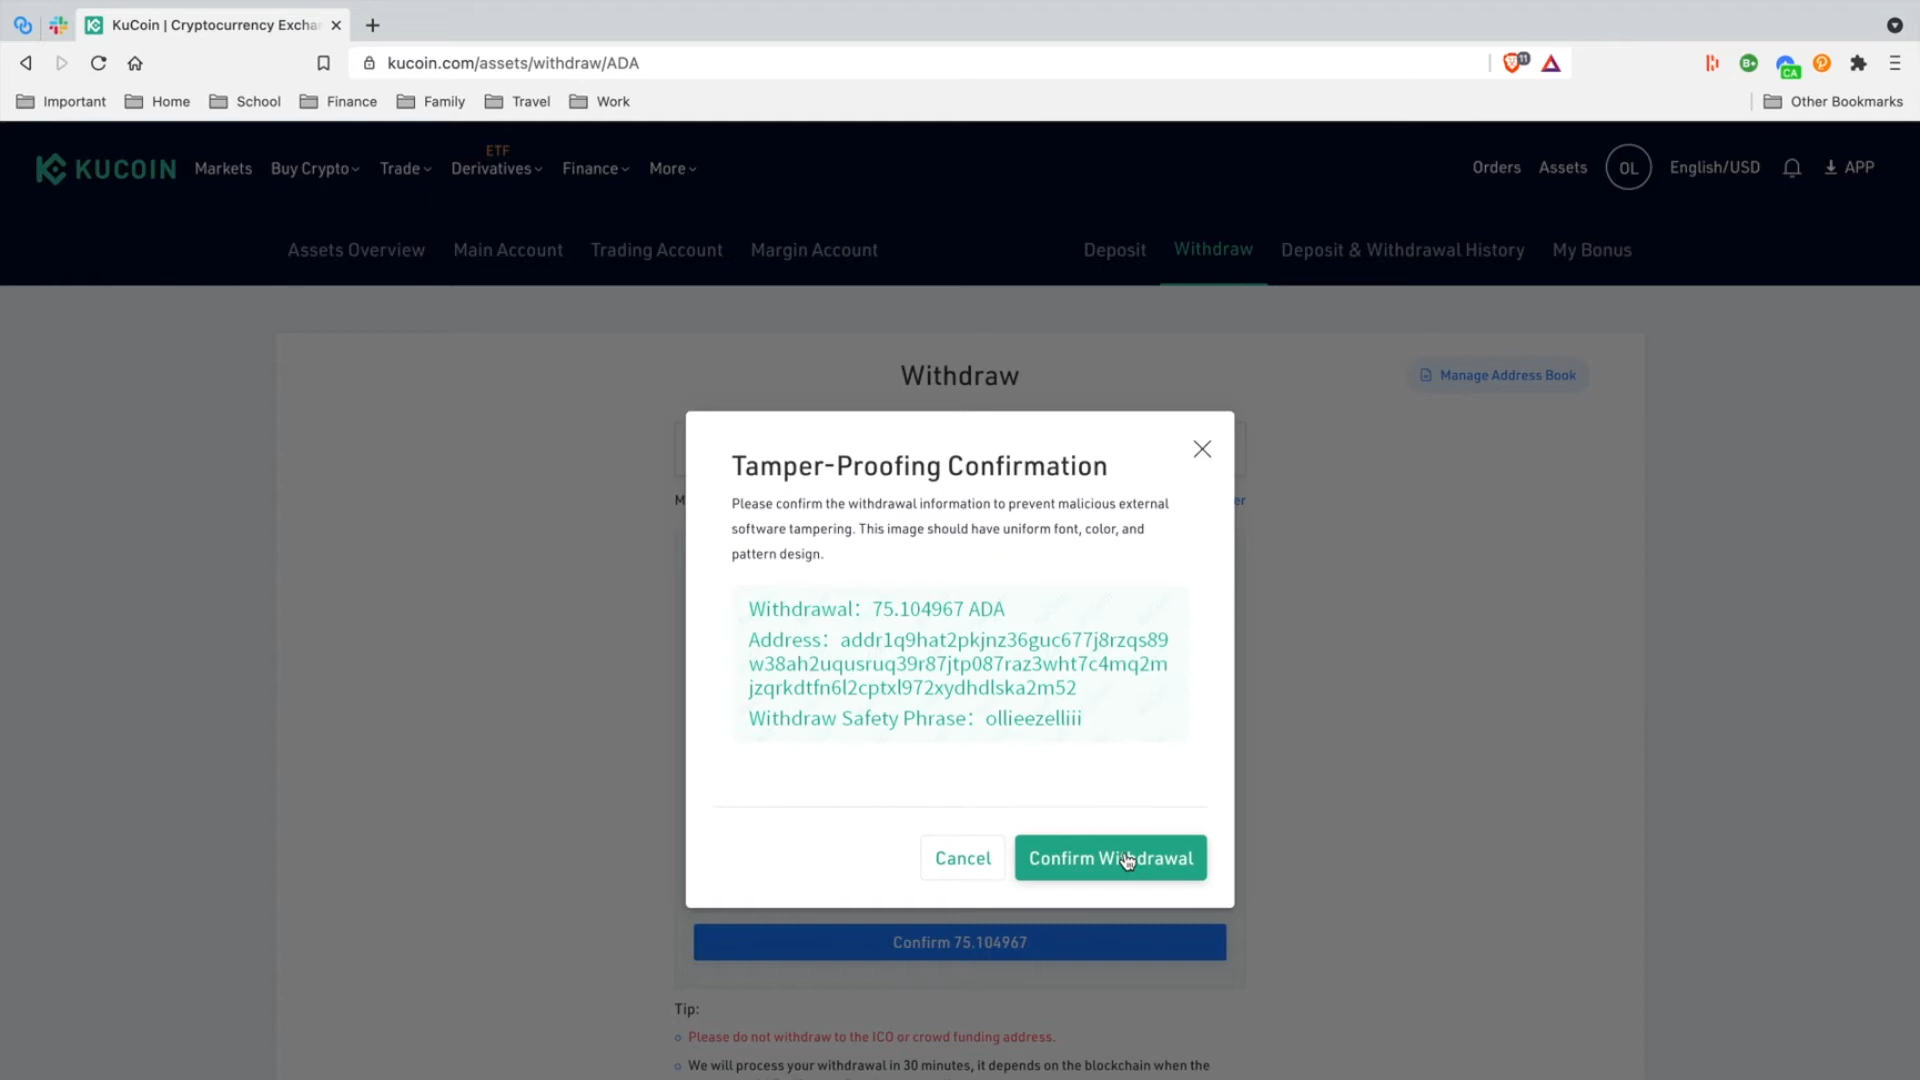 KuCoin | Cryptocurrency Excha
kucoin.com/assets/withdraw/ADA
11
B+
CA
Important Home School Finance Family Travel Work Other Bookmarks
KUCOIN Markets Buy Crypto Trade ETF Derivatives Finance More Orders Assets OL English/USD APP
Assets Overview Main Account Trading Account Margin Account Deposit Withdraw Deposit & Withdrawal History My Bonus
Withdraw
Manage Address Book
Tamper-Proofing Confirmation
Please confirm the withdrawal information to prevent malicious external
software tampering. This image should have uniform font, color, and
pattern design.
Withdrawal: 75.104967 ADA
Address: addr1q9hat2pkjnz36guc677j8rzqs89
w38ah2uqusruq39r87jtp087raz3wht7c4mq2m
jzqrkdtfn6l2cptxl972xydhdlska2m52
Withdraw Safety Phrase: ollieezelliii
Cancel Confirm Withdrawal
Confirm 75.104967
Tip:
Please do not withdraw to the ICO or crowd funding address.
We will process your withdrawal in 30 minutes, it depends on the blockchain when the